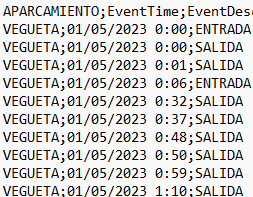 APARCAMIENTO;EventTime;EventDesc
VEGUETA;01/05/2023 0:00;ENTRADA
VEGUETA;01/05/2023 0:00;SALIDA
VEGUETA;01/05/2023 0:01;SALIDA
VEGUETA;01/05/2023 0:06;ENTRADA
VEGUETA;01/05/2023 0:32;SALIDA
VEGUETA;01/05/2023 0:37;SALIDA
VEGUETA;01/05/2023 0:48;SALIDA
VEGUETA;01/05/2023 0:50;SALIDA
VEGUETA;01/05/2023 0:59;SALIDA
VEGUETA;01/05/2023 1:10;SALIDA